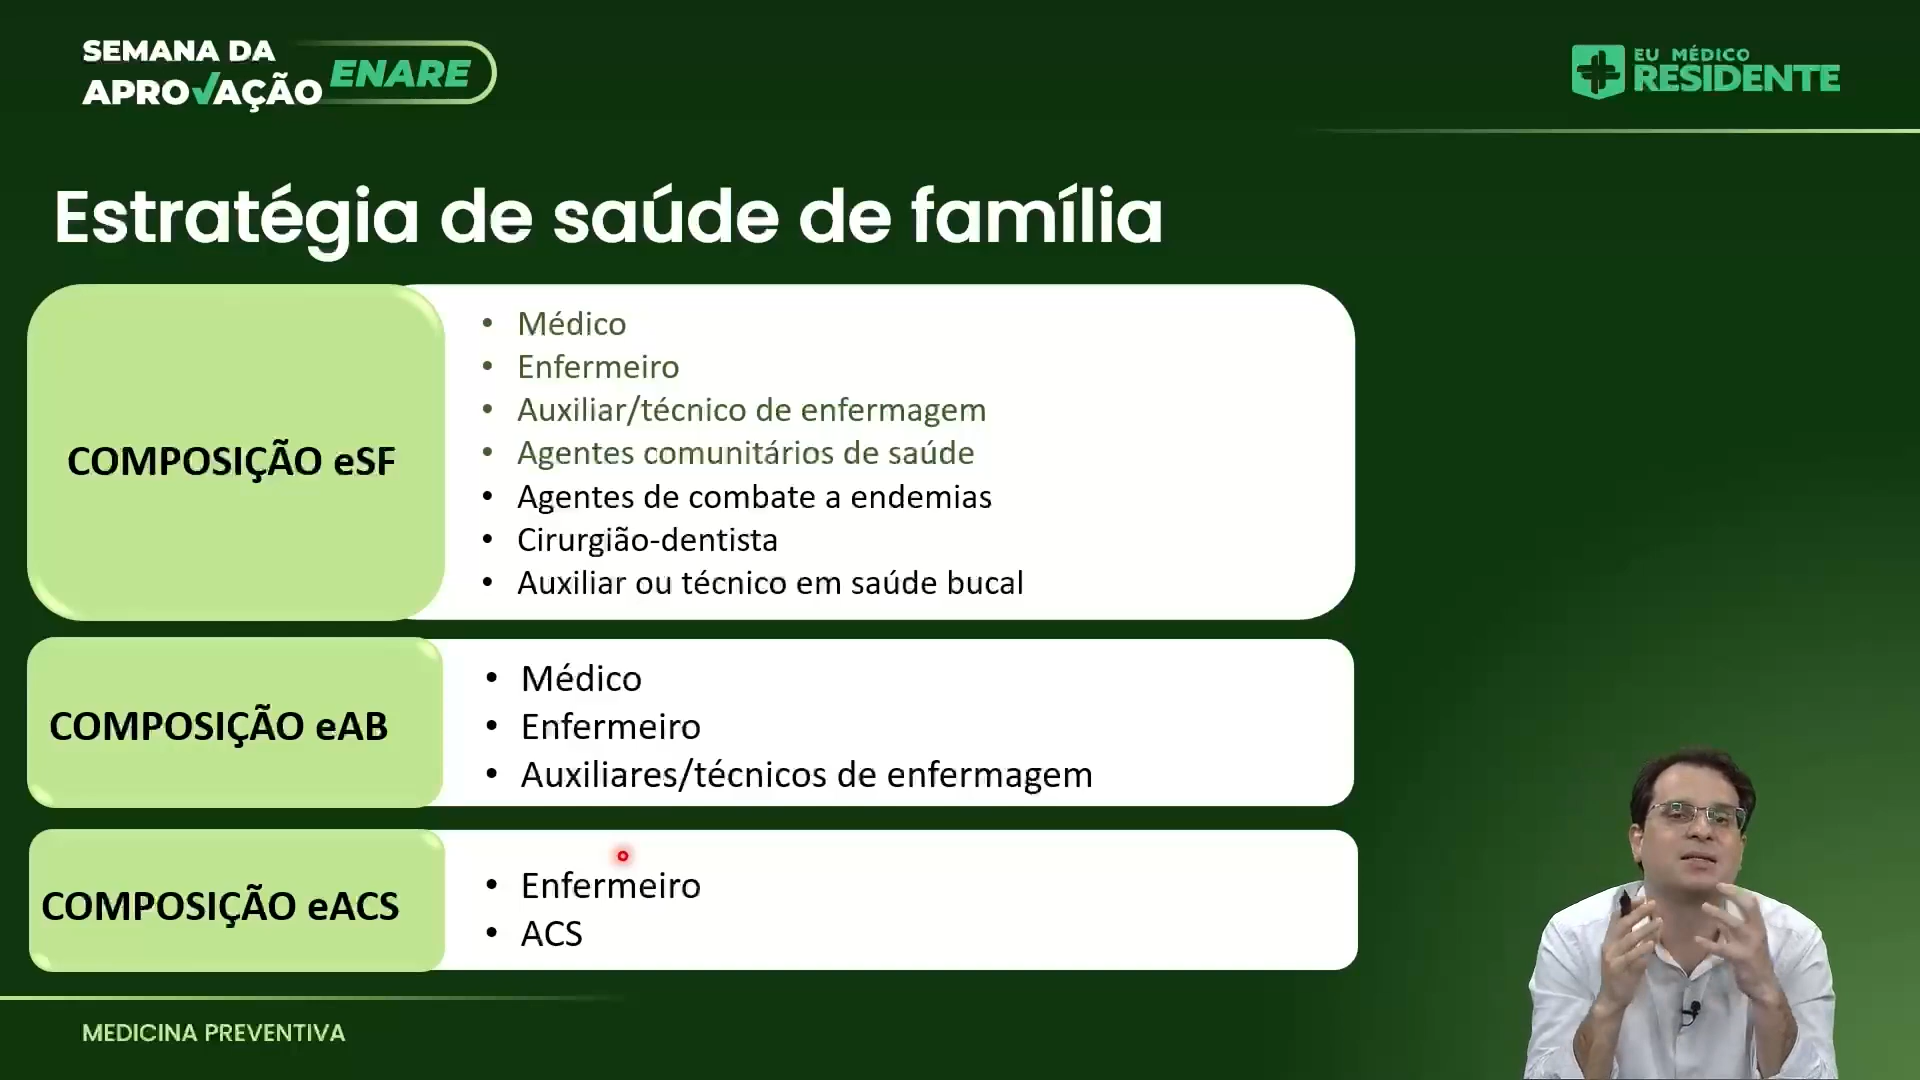 SEMANA DA
APROVAÇÃO ENARE
EU MÉDICO
RESIDENTE
Estratégia de saúde de família
COMPOSIÇÃO eSF
• Médico
• Enfermeiro
• Auxiliar/técnico de enfermagem
• Agentes comunitários de saúde
• Agentes de combate a endemias
• Cirurgião-dentista
• Auxiliar ou técnico em saúde bucal
COMPOSIÇÃO eAB
• Médico
• Enfermeiro
• Auxiliares/técnicos de enfermagem
COMPOSIÇÃO eACS
• Enfermeiro
• ACS
MEDICINA PREVENTIVA